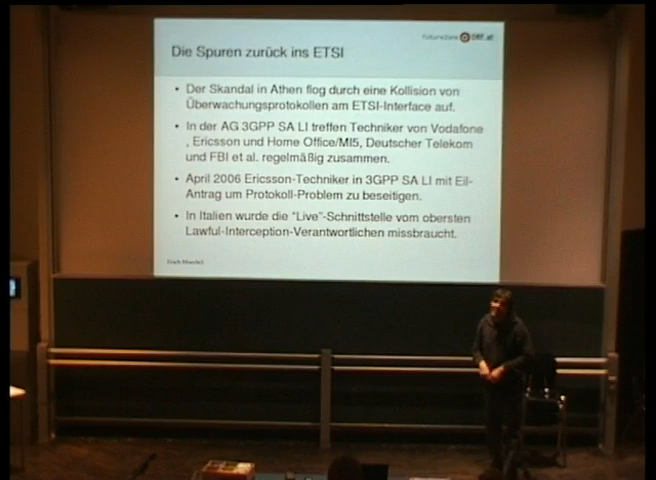 futurezone ORF.at
Die Spuren zurück ins ETSI
• Der Skandal in Athen flog durch eine Kollision von
Überwachungsprotokollen am ETSI-Interface auf.
• In der AG 3GPP SA LI treffen Techniker von Vodafone
, Ericsson und Home Office/MI5, Deutscher Telekom
und FBI et al. regelmäßig zusammen.
• April 2006 Ericsson-Techniker in 3GPP SA LI mit Eil-
Antrag um Protokoll-Problem zu beseitigen.
• In Italien wurde die "Live"-Schnittstelle vom obersten
Lawful-Interception-Verantwortlichen missbraucht.
Erich Moechel